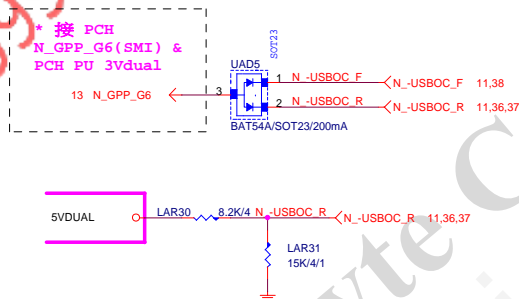 * 接 PCH
N_GPP_G6(SMI) &
PCH PU 3Vdual
SOT23
UAD5
13 N_GPP_G6
3
1 N_-USBOC_F
N_-USBOC_F 11,38
2 N_-USBOC_R
N_-USBOC_R 11,36,37
BAT54A/SOT23/200mA
5VDUAL
LAR30
8.2K/4
N_-USBOC_R
N_-USBOC_R 11,36,37
LAR31
15K/4/1
yte C